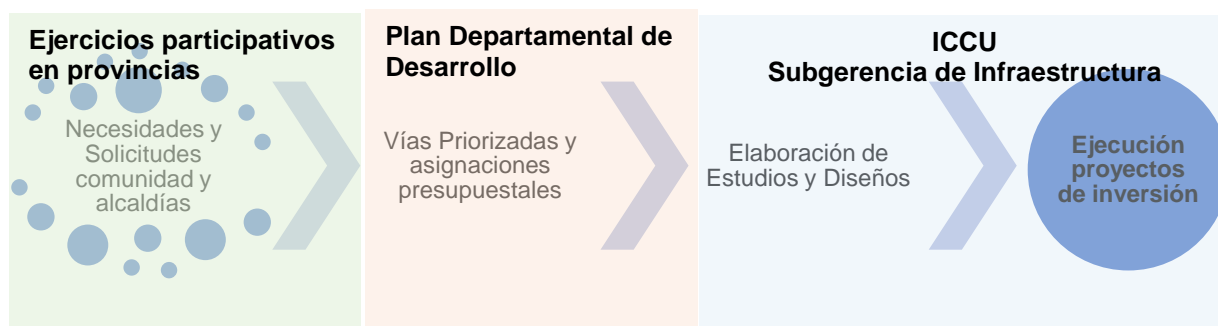 Ejercicios participativos
en provincias
Necesidades y
Solicitudes
comunidad y
alcaldías
Plan Departamental de
Desarrollo
Vías Priorizadas y
asignaciones
presupuestales
ICCU
Subgerencia de Infraestructura
Elaboración de
Estudios y Diseños
Ejecución
proyectos
de inversión